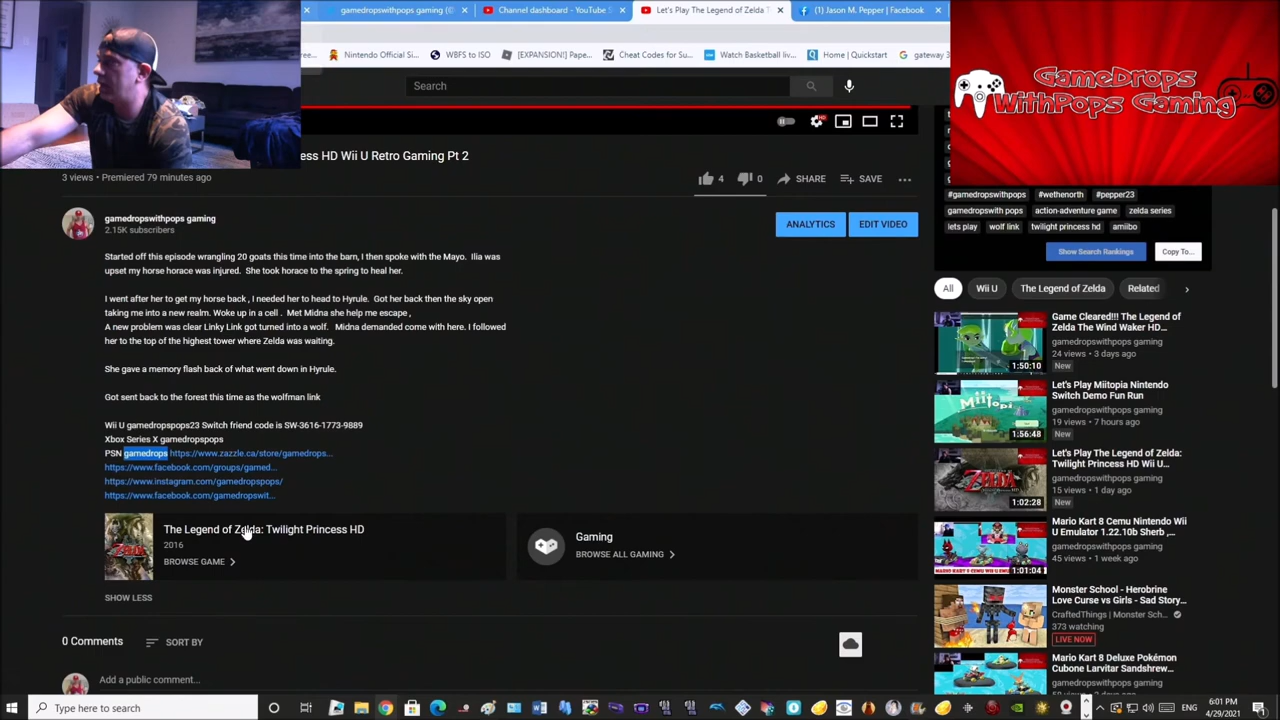 gamedropswithpops gaming (
Channel dashboard - YouTube S
Let's Play The Legend of Zelda T
(1) Jason M. Pepper | Facebook
Nintendo Official Si...
WBFS to ISO
[EXPANSION!] Pape...
Cheat Codes for Su...
Watch Basketball liv...
Home | Quickstart
gateway 3
Search
GameDrops
WithPops Gaming
ess HD Wii U Retro Gaming Pt 2
3 views • Premiered 79 minutes ago
4
0
SHARE
SAVE
gamedropswithpops gaming
2.15K subscribers
ANALYTICS
EDIT VIDEO
Started off this episode wrangling 20 goats this time into the barn, I then spoke with the Mayo. Ilia was
upset my horse horace was injured. She took horace to the spring to heal her.
I went after her to get my horse back , I needed her to head to Hyrule. Got her back then the sky open
taking me into a new realm. Woke up in a cell . Met Midna she help me escape ,
A new problem was clear Linky Link got turned into a wolf. Midna demanded come with here. I followed
her to the top of the highest tower where Zelda was waiting.
She gave a memory flash back of what went down in Hyrule.
Got sent back to the forest this time as the wolfman link
Wii U gamedropspops23 Switch friend code is SW-3616-1773-9889
Xbox Series X gamedropspops
PSN gamedrops https://www.zazzle.ca/store/gamedrops...
https://www.facebook.com/groups/gamed...
https://www.instagram.com/gamedropspops/
https://www.facebook.com/gamedropswit...
The Legend of Zelda: Twilight Princess HD
2016
BROWSE GAME
Gaming
BROWSE ALL GAMING
SHOW LESS
0 Comments
SORT BY
Add a public comment...
#gamedropswithpops #wethenorth #pepper23
gamedropswith pops action-adventure game zelda series
lets play wolf link twilight princess hd amiibo
Show Search Rankings
Copy To...
All
Wii U
The Legend of Zelda
Related
Game Cleared!!! The Legend of
Zelda The Wind Waker HD...
gamedropswithpops gaming
24 views • 3 days ago
New
1:50:10
Let's Play Miitopia Nintendo
Switch Demo Fun Run
gamedropswithpops gaming
19 views • 7 hours ago
New
1:56:48
Let's Play The Legend of Zelda:
Twilight Princess HD Wii U...
gamedropswithpops gaming
15 views • 1 day ago
New
1:02:28
Mario Kart 8 Cemu Nintendo Wii
U Emulator 1.22.10b Sherb ,...
gamedropswithpops gaming
45 views • 1 week ago
1:01:04
Monster School - Herobrine
Love Curse vs Girls - Sad Story...
CraftedThings | Monster Sch...
373 watching
LIVE NOW
Mario Kart 8 Deluxe Pokémon
Cubone Larvitar Sandshrew...
gamedropswithpops gaming
Type here to search
ENG
6:01 PM
4/29/2021